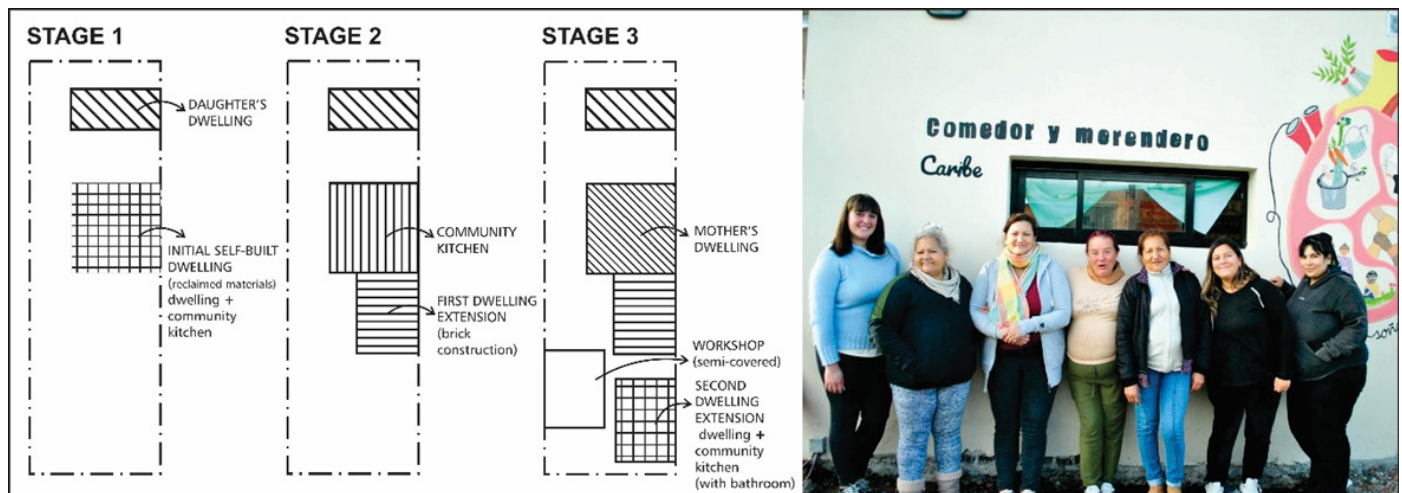 STAGE 1
DAUGHTER'S
DWELLING
INITIAL SELF-BUILT
DWELLING
(reclaimed materials)
dwelling +
community
kitchen
STAGE 2
COMMUNITY
KITCHEN
FIRST DWELLING
EXTENSION
(brick
construction)
STAGE 3
MOTHER'S
DWELLING
WORKSHOP
(semi-covered)
SECOND
DWELLING
EXTENSION
dwelling +
community
kitchen
(with bathroom)
Comedor y merendero
Caribe